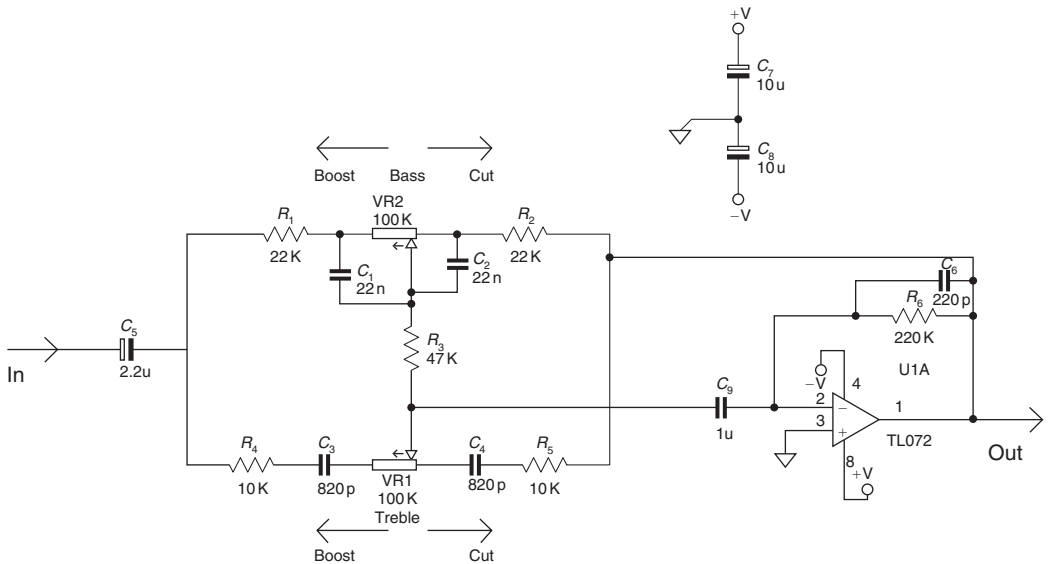 +V
C7
10u
C8
10u
−V
Boost Bass Cut
VR2
100K
R1
22K
R2
22K
C1
22n
C2
22n
R3
47K
C5
2.2u
In
R4
10K
C3
820p
VR1
100K
Treble
C4
820p
R5
10K
Boost Cut
C9
1u
C6
220p
R6
220K
U1A
−V
4
2
−
3
+
1
TL072
8
+V
Out